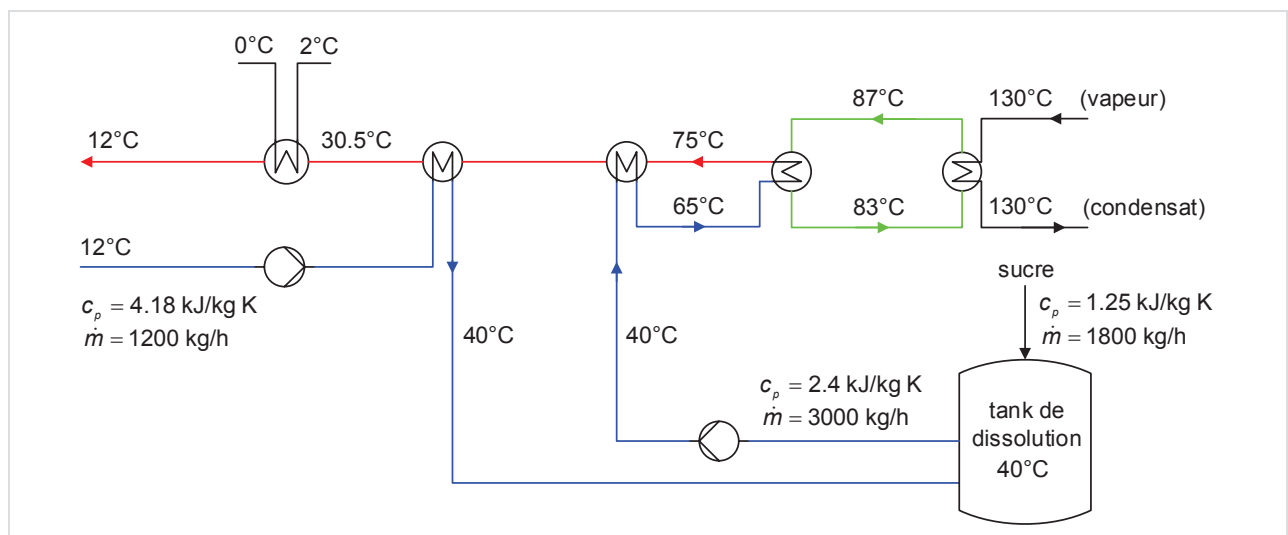 0°C 2°C
12°C 30.5°C 75°C 87°C 130°C (vapeur)
65°C 83°C 130°C (condensat)
12°C
sucre
c_p = 4.18 kJ/kg K
ṁ = 1200 kg/h
c_p = 1.25 kJ/kg K
ṁ = 1800 kg/h
40°C 40°C
c_p = 2.4 kJ/kg K
ṁ = 3000 kg/h
tank de
dissolution
40°C